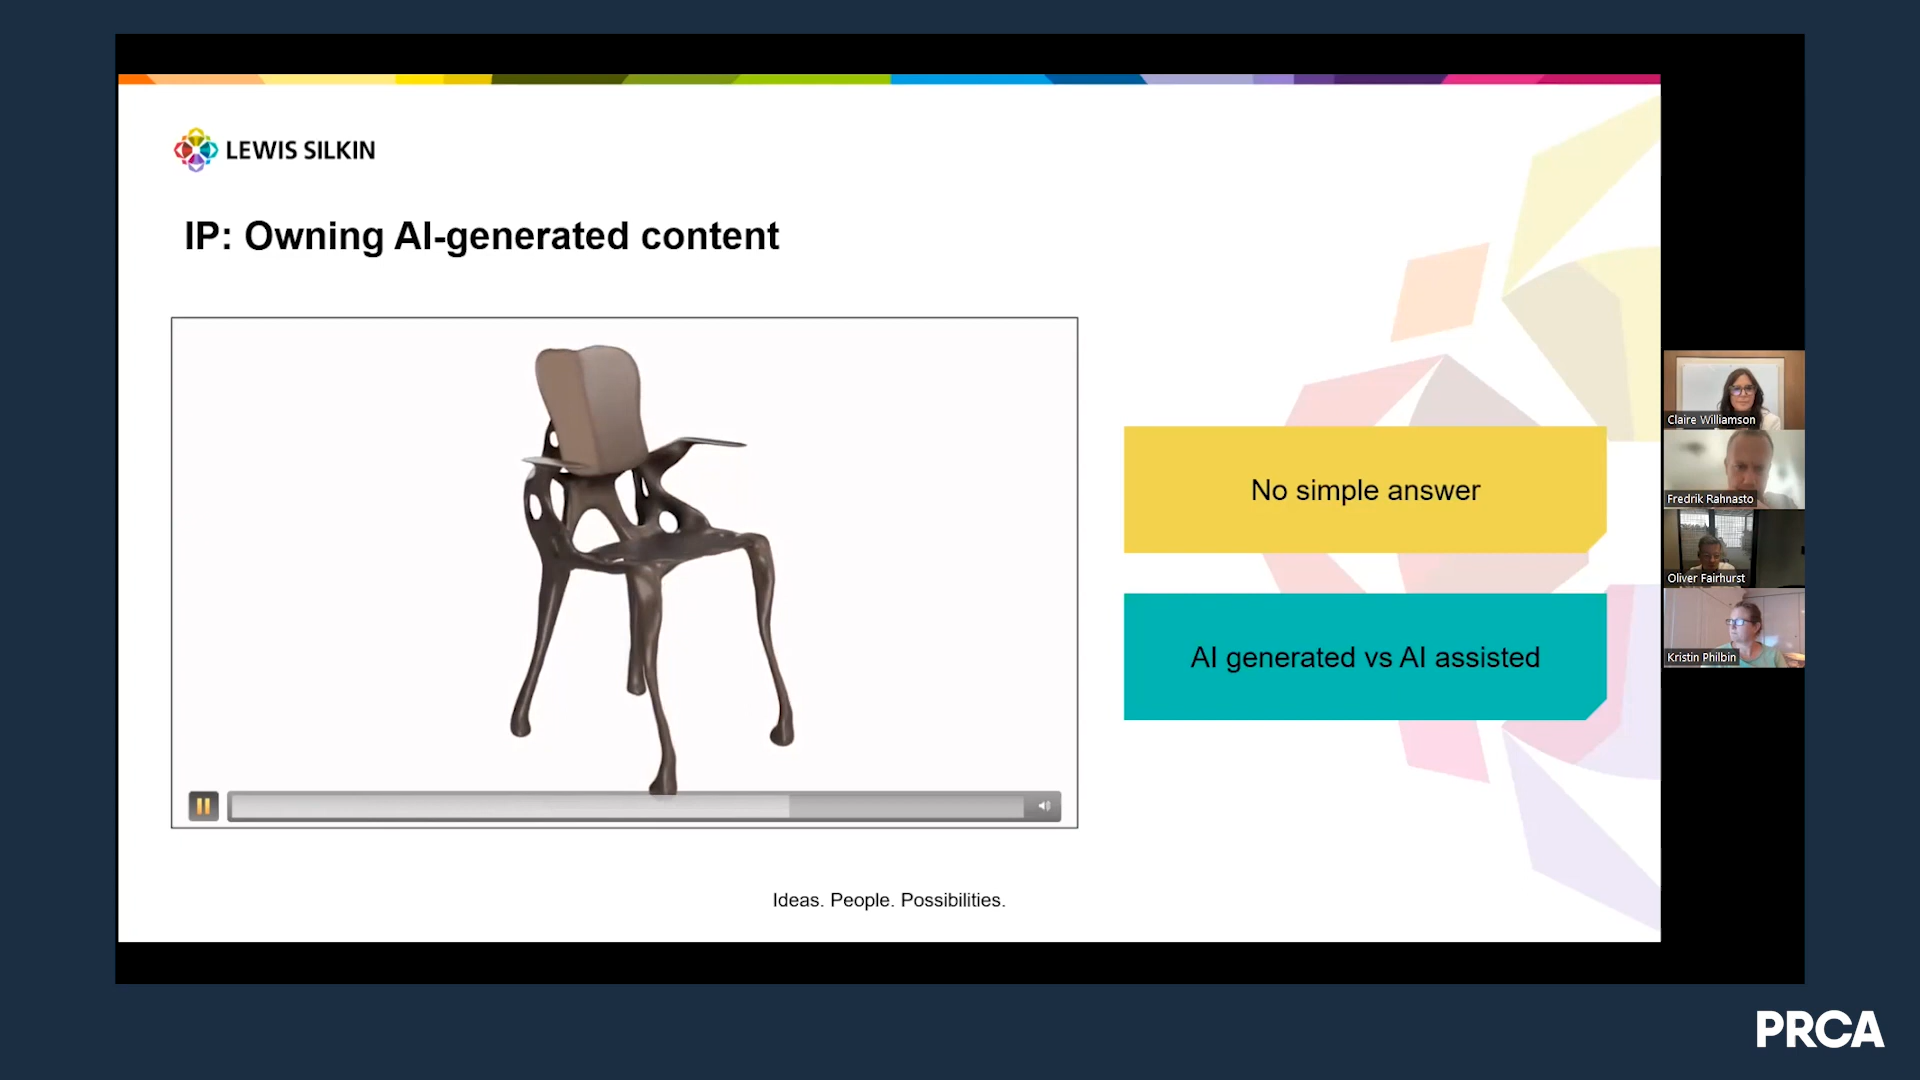 LEWIS SILKIN
IP: Owning AI-generated content
No simple answer
AI generated vs AI assisted
Ideas. People. Possibilities.
Claire Williamson
Fredrik Rahnasto
Oliver Fairhurst
Kristin Philbin
PRCA